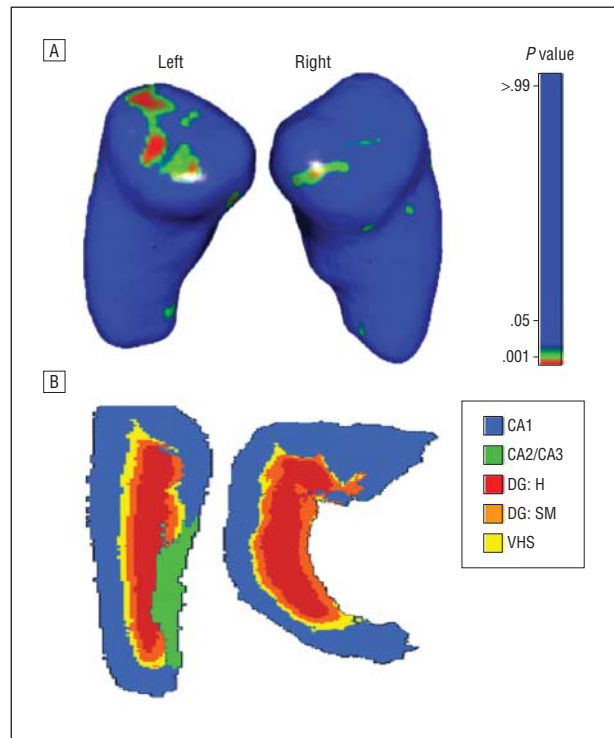 A
Left
Right
P value
>.99
.05
.001
B
CA1
CA2/CA3
DG: H
DG: SM
VHS